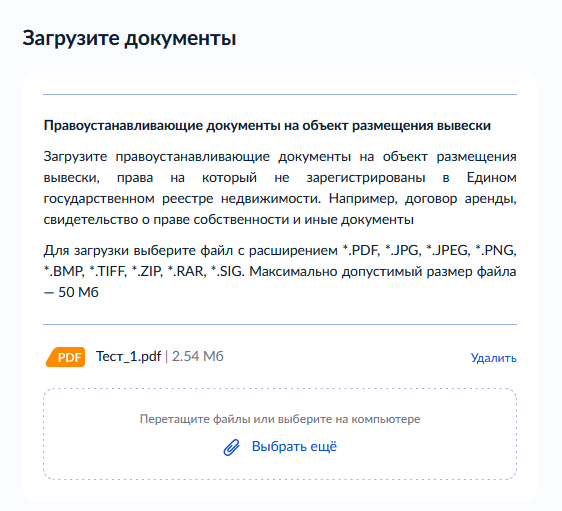 Загрузите документы
Правоустанавливающие документы на объект размещения вывески
Загрузите правоустанавливающие документы на объект размещения
вывески, права на который не зарегистрированы в Едином
государственном реестре недвижимости. Например, договор аренды,
свидетельство о праве собственности и иные документы
Для загрузки выберите файл с расширением *.PDF, *.JPG, *.JPEG, *.PNG,
*.BMP, *.TIFF, *.ZIP, *.RAR, *.SIG. Максимально допустимый размер файла
— 50 Мб
PDF Тест_1.pdf | 2.54 Мб Удалить
Перетащите файлы или выберите на компьютере
Выбрать ещё